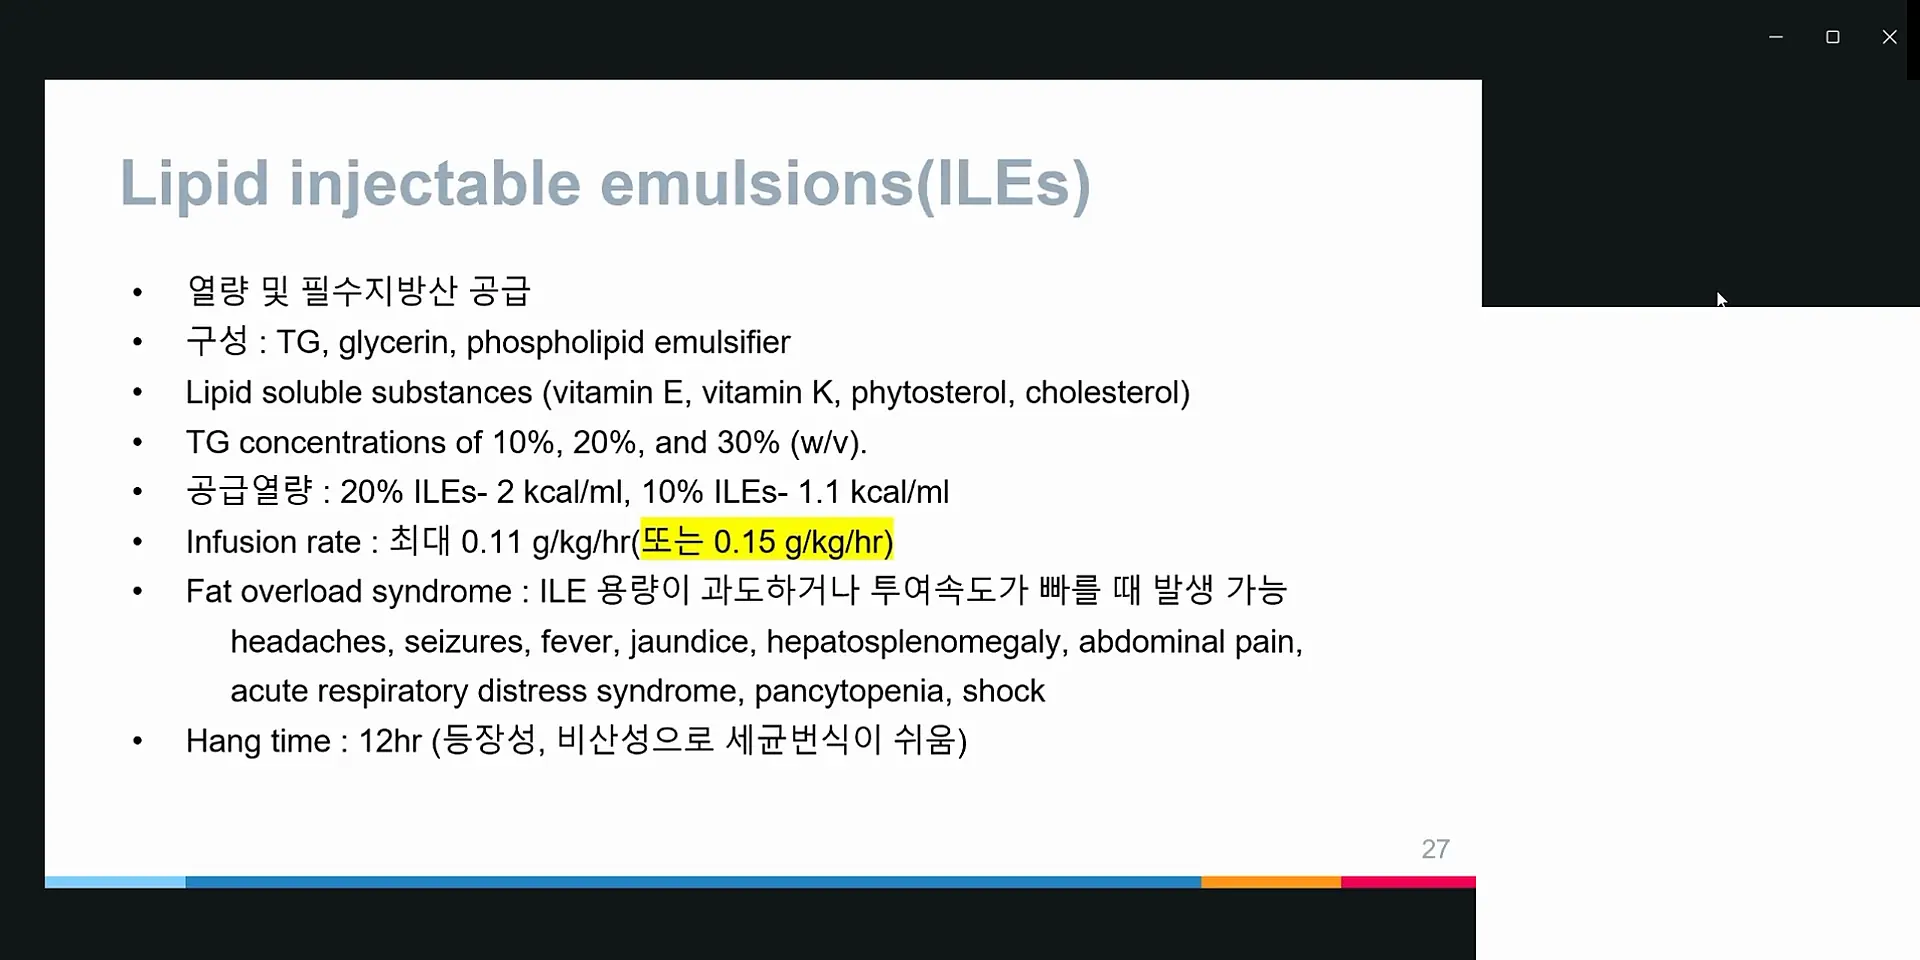 Lipid injectable emulsions(ILEs)
• 열량 및 필수지방산 공급
• 구성 : TG, glycerin, phospholipid emulsifier
• Lipid soluble substances (vitamin E, vitamin K, phytosterol, cholesterol)
• TG concentrations of 10%, 20%, and 30% (w/v).
• 공급열량 : 20% ILEs- 2 kcal/ml, 10% ILEs- 1.1 kcal/ml
• Infusion rate : 최대 0.11 g/kg/hr(또는 0.15 g/kg/hr)
• Fat overload syndrome : ILE 용량이 과도하거나 투여속도가 빠를 때 발생 가능
headaches, seizures, fever, jaundice, hepatosplenomegaly, abdominal pain,
acute respiratory distress syndrome, pancytopenia, shock
• Hang time : 12hr (등장성, 비산성으로 세균번식이 쉬움)
27